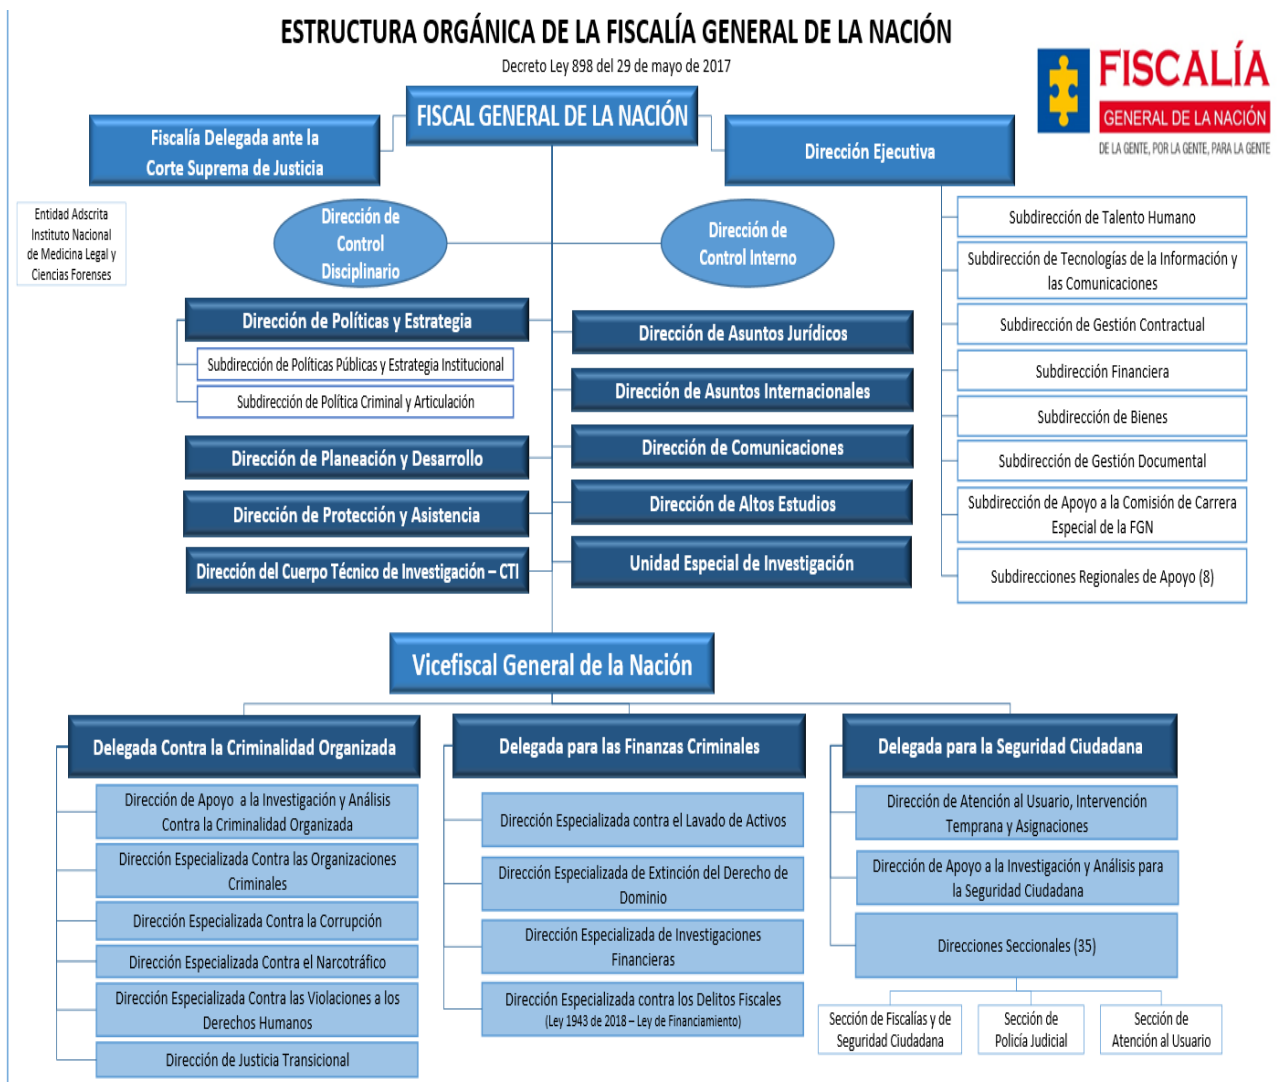 ESTRUCTURA ORGÁNICA DE LA FISCALÍA GENERAL DE LA NACIÓN
Decreto Ley 898 del 29 de mayo de 2017
FISCALÍA
GENERAL DE LA NACIÓN
DE LA GENTE, POR LA GENTE, PARA LA GENTE
FISCAL GENERAL DE LA NACIÓN
Fiscalía Delegada ante la
Corte Suprema de Justicia
Dirección Ejecutiva
Entidad Adscrita
Instituto Nacional
de Medicina Legal y
Ciencias Forenses
Dirección de
Control
Disciplinario
Dirección de
Control Interno
Subdirección de Talento Humano
Subdirección de Tecnologías de la Información y
las Comunicaciones
Subdirección de Gestión Contractual
Subdirección Financiera
Subdirección de Bienes
Subdirección de Gestión Documental
Subdirección de Apoyo a la Comisión de Carrera
Especial de la FGN
Subdirecciones Regionales de Apoyo (8)
Dirección de Políticas y Estrategia
Subdirección de Políticas Públicas y Estrategia Institucional
Subdirección de Política Criminal y Articulación
Dirección de Planeación y Desarrollo
Dirección de Protección y Asistencia
Dirección del Cuerpo Técnico de Investigación – CTI
Dirección de Asuntos Jurídicos
Dirección de Asuntos Internacionales
Dirección de Comunicaciones
Dirección de Altos Estudios
Unidad Especial de Investigación
Vicefiscal General de la Nación
Delegada Contra la Criminalidad Organizada
Dirección de Apoyo a la Investigación y Análisis
Contra la Criminalidad Organizada
Dirección Especializada Contra las Organizaciones
Criminales
Dirección Especializada Contra la Corrupción
Dirección Especializada Contra el Narcotráfico
Dirección Especializada Contra las Violaciones a los
Derechos Humanos
Dirección de Justicia Transicional
Delegada para las Finanzas Criminales
Dirección Especializada contra el Lavado de Activos
Dirección Especializada de Extinción del Derecho de
Dominio
Dirección Especializada de Investigaciones
Financieras
Dirección Especializada contra los Delitos Fiscales
(Ley 1943 de 2018 – Ley de Financiamiento)
Delegada para la Seguridad Ciudadana
Dirección de Atención al Usuario, Intervención
Temprana y Asignaciones
Dirección de Apoyo a la Investigación y Análisis para
la Seguridad Ciudadana
Direcciones Seccionales (35)
Sección de Fiscalías y de
Seguridad Ciudadana
Sección de
Policía Judicial
Sección de
Atención al Usuario